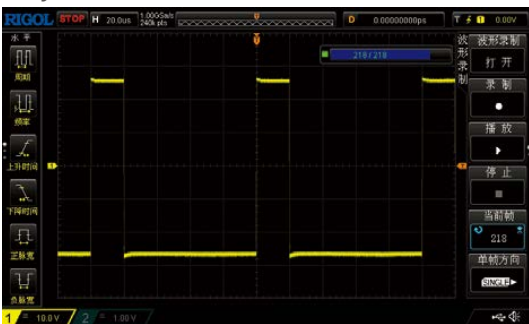 RIGOL STOP H 20.0us 1.00GSa/s 240k pts D 0.00000000ps T 1 0.00V
水平
周期
频率
上升时间
下降时间
正脉宽
负脉宽
218/218
波形录制
波形录制
打开
录制
播放
停止
当前帧
218
单帧方向
SINGLE
1 = 10.0V 2 = 1.00V